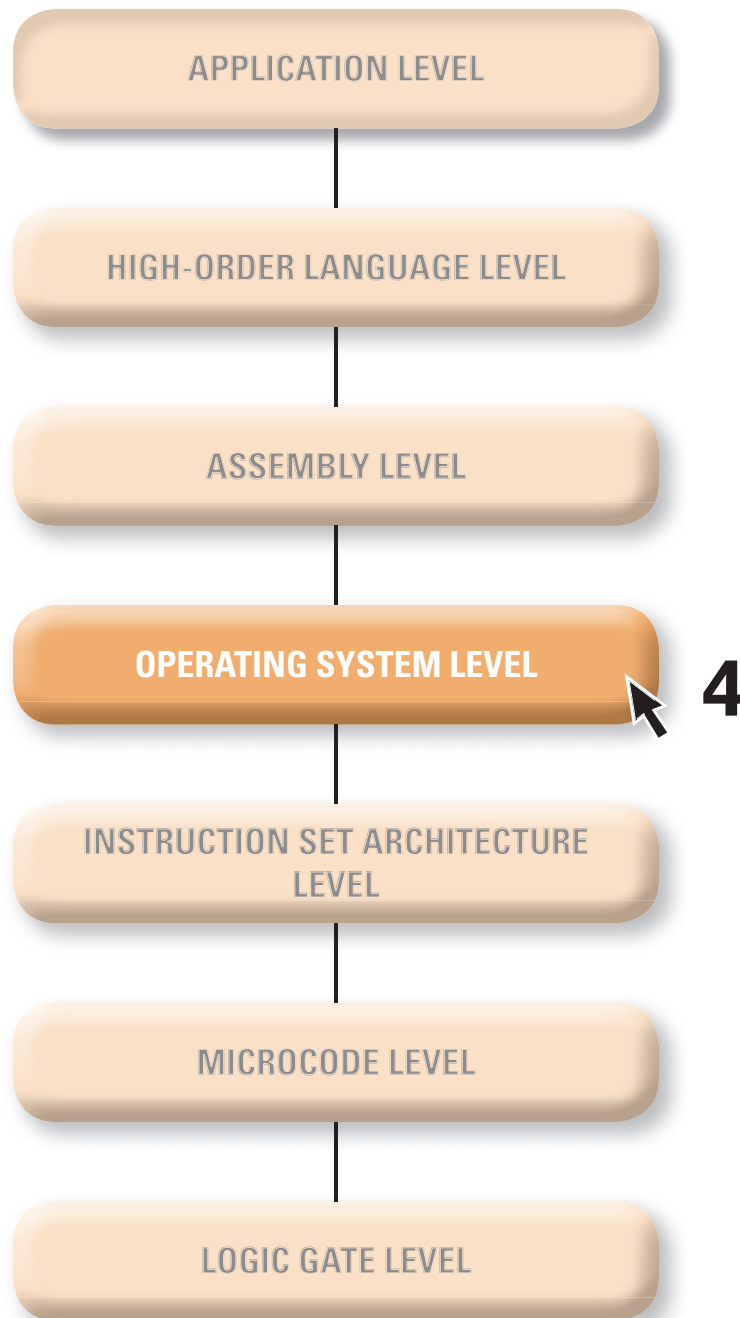 APPLICATION LEVEL
HIGH-ORDER LANGUAGE LEVEL
ASSEMBLY LEVEL
OPERATING SYSTEM LEVEL
4
INSTRUCTION SET ARCHITECTURE
LEVEL
MICROCODE LEVEL
LOGIC GATE LEVEL